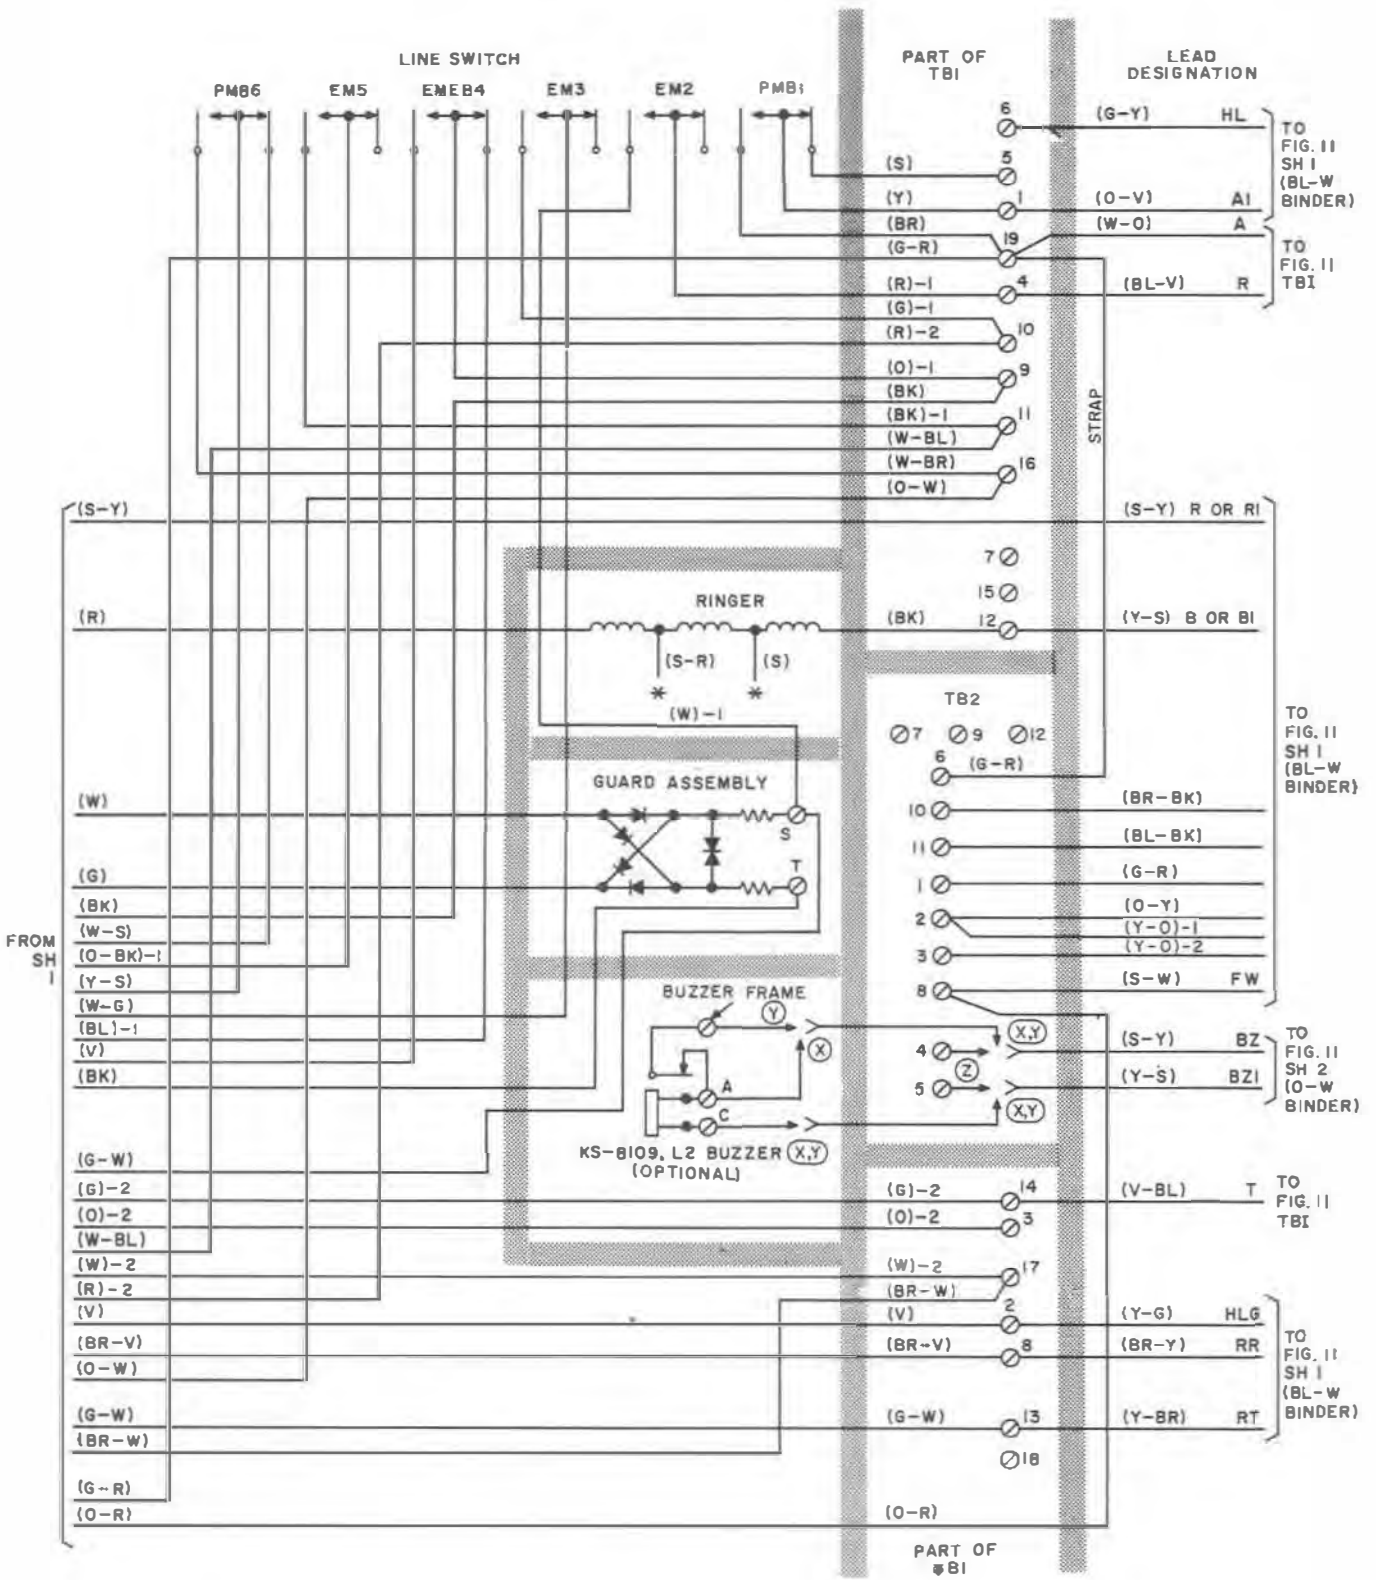 LINE SWITCH
PART OF
TB1
LEAD
DESIGNATION
PMB6
EM5
EMEB4
EM3
EM2
PMB1
6
(G-Y)
HL
TO
FIG. 11
SH 1
(BL-W
BINDER)
(S)
5
(Y)
1
(O-V)
A1
(BR)
19
(W-O)
A
(G-R)
TO
FIG. 11
TB1
(R)-1
4
(BL-V)
R
(G)-1
(R)-2
10
(O)-1
9
(BK)
(BK)-1
11
(W-BL)
STRAP
(W-BR)
16
(O-W)
(S-Y)
(S-Y) R OR R1
7
15
RINGER
(R)
(BK)
12
(Y-S) B OR B1
(S-R)
(S)
*
*
(W)-1
TB2
7
9
12
TO
FIG. 11
SH 1
(BL-W
BINDER)
6
(G-R)
GUARD ASSEMBLY
(W)
S
10
(BR-BK)
11
(BL-BK)
T
(G)
1
(G-R)
(BK)
2
(O-Y)
(W-S)
(Y-O)-1
FROM
SH
1
(O-BK)-1
3
(Y-O)-2
(Y-S)
8
(S-W)
FW
BUZZER FRAME
Y
(W-G)
(BL)-1
X,Y
(S-Y)
BZ
TO
FIG. 11
SH 2
(O-W
BINDER)
(V)
X
4
Z
(BK)
A
5
(Y-S)
BZ1
C
X,Y
KS-8109, L2 BUZZER X,Y
(OPTIONAL)
(G-W)
(G)-2
(G)-2
14
(V-BL)
T
TO
FIG. 11
TB1
(O)-2
(O)-2
3
(W-BL)
(W)-2
(W)-2
17
(R)-2
(BR-W)
(V)
(V)
2
(Y-G)
HLG
TO
FIG. 11
SH 1
(BL-W
BINDER)
(BR-V)
(BR-V)
8
(BR-Y)
RR
(O-W)
(G-W)
(G-W)
13
(Y-BR)
RT
(BR-W)
18
(G-R)
(O-R)
(O-R)
PART OF
TB1